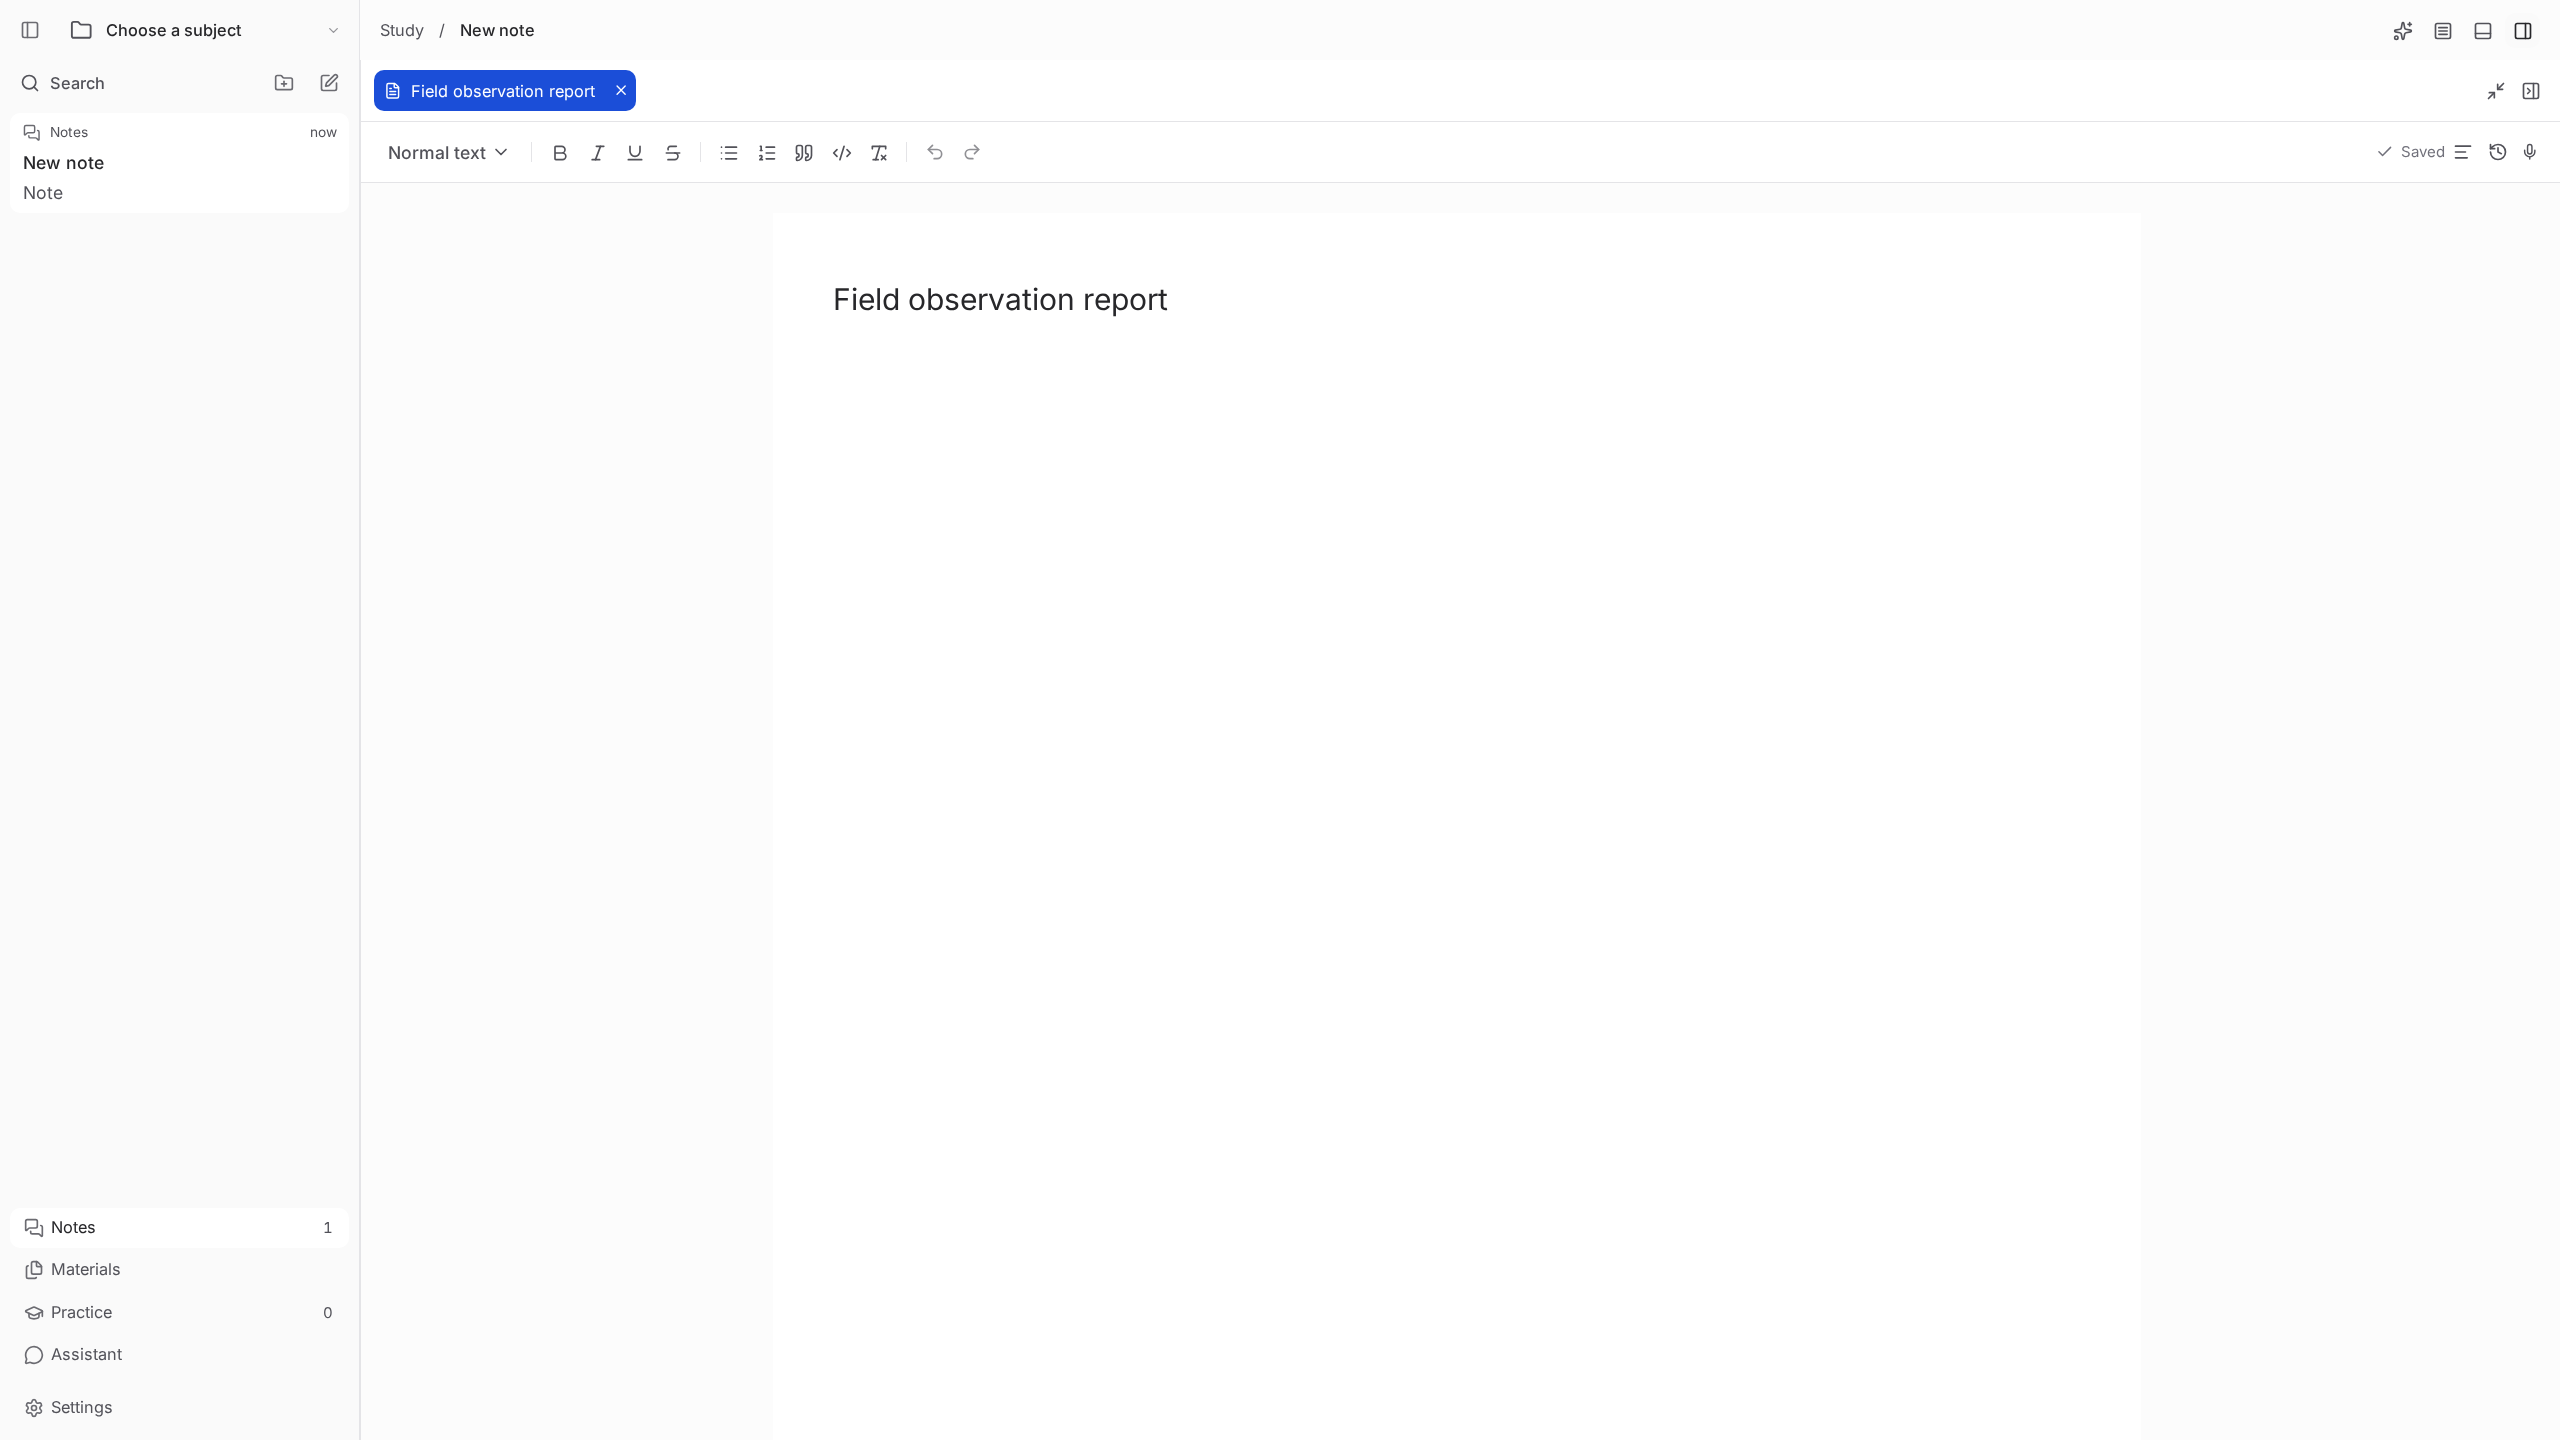 Choose a subject
Study / New note
Search
Field observation report
Notes now
New note
Note
Normal text
Saved
Field observation report
Notes 1
Materials
Practice 0
Assistant
Settings